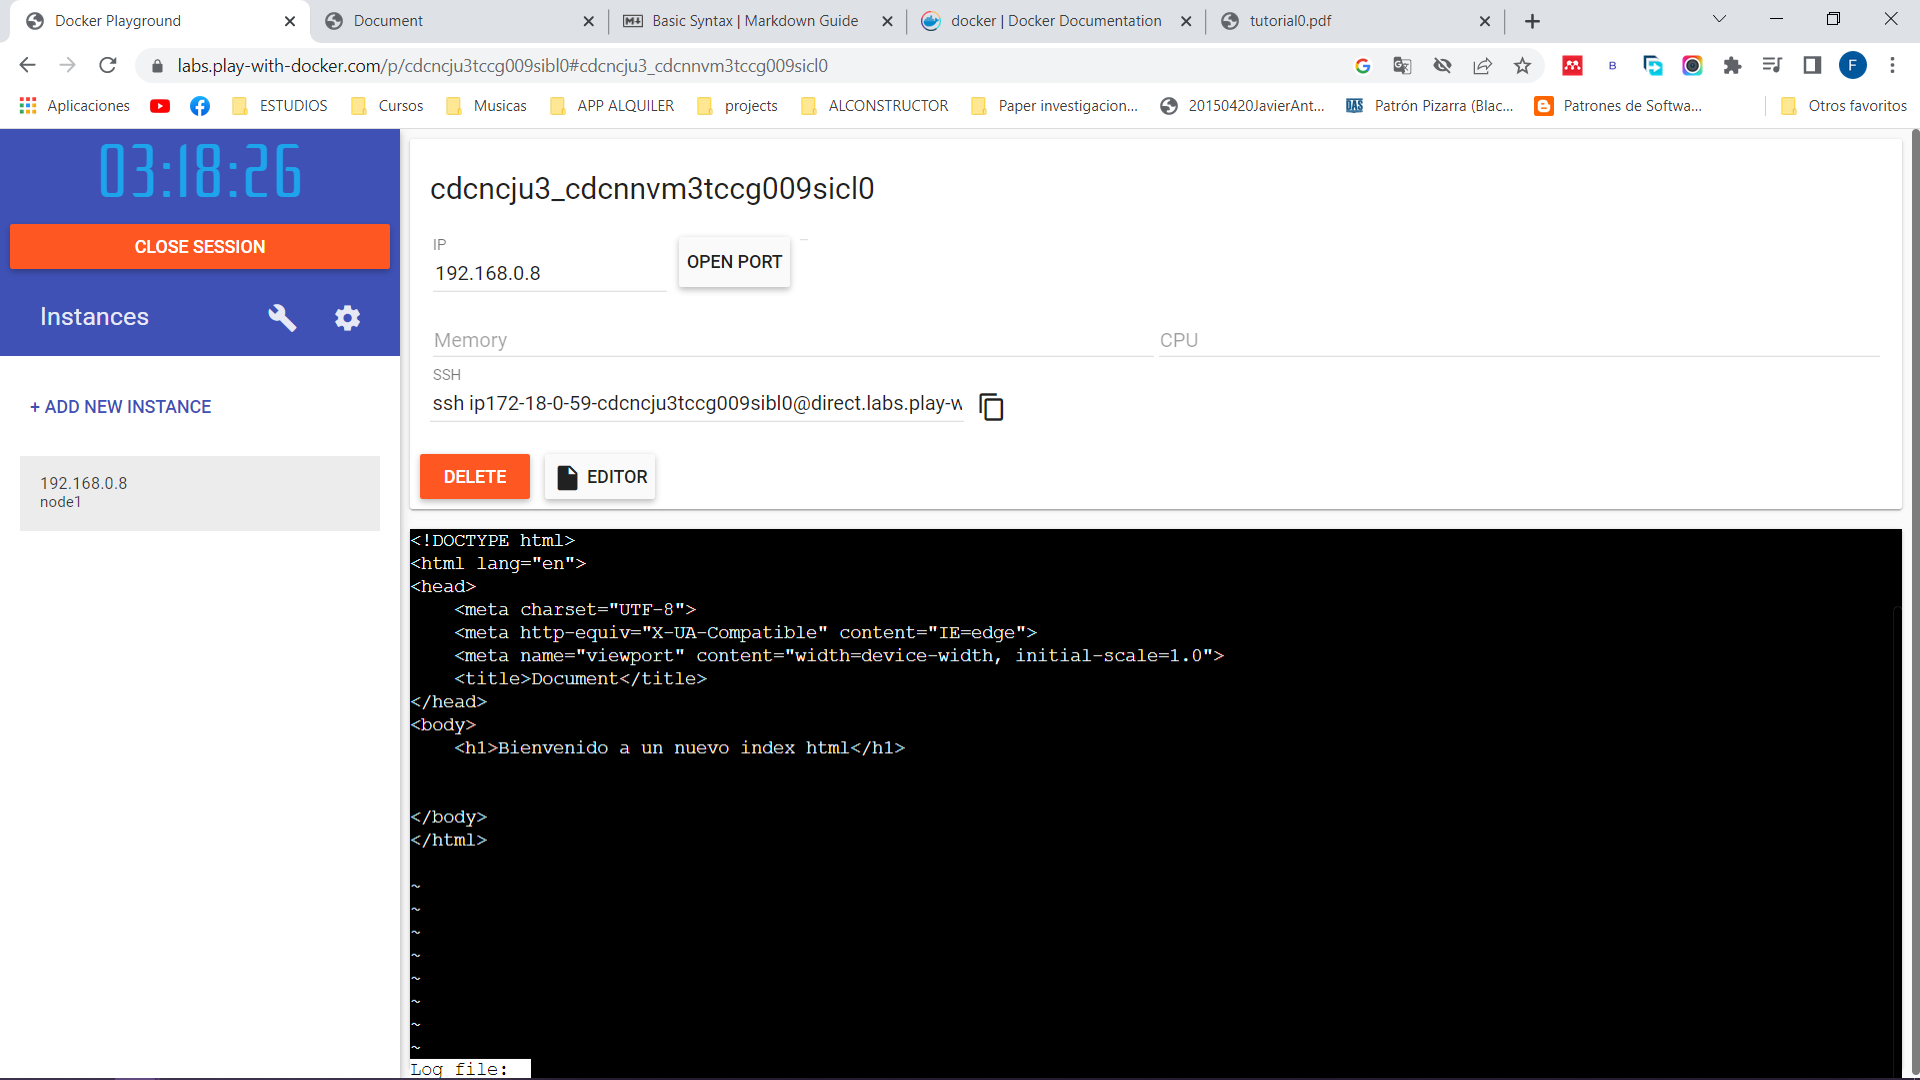 Docker Playground
Document
Basic Syntax | Markdown Guide
docker | Docker Documentation
tutorial0.pdf
labs.play-with-docker.com/p/cdcncju3tccg009sibl0#cdcncju3_cdcnnvm3tccg009sicl0
B
F
Aplicaciones
ESTUDIOS
Cursos
Musicas
APP ALQUILER
projects
ALCONSTRUCTOR
Paper investigacion...
20150420JavierAnt...
DAS
Patrón Pizarra (Blac...
Patrones de Softwa...
Otros favoritos
03:18:26
CLOSE SESSION
Instances
+ ADD NEW INSTANCE
192.168.0.8
node1
cdcncju3_cdcnnvm3tccg009sicl0
IP
192.168.0.8
OPEN PORT
Memory
CPU
SSH
ssh ip172-18-0-59-cdcncju3tccg009sibl0@direct.labs.play-w
DELETE
EDITOR
<!DOCTYPE html>
<html lang="en">
<head>
    <meta charset="UTF-8">
    <meta http-equiv="X-UA-Compatible" content="IE=edge">
    <meta name="viewport" content="width=device-width, initial-scale=1.0">
    <title>Document</title>
</head>
<body>
    <h1>Bienvenido a un nuevo index html</h1>
</body>
</html>
~
~
~
~
~
~
~
~
Log file: